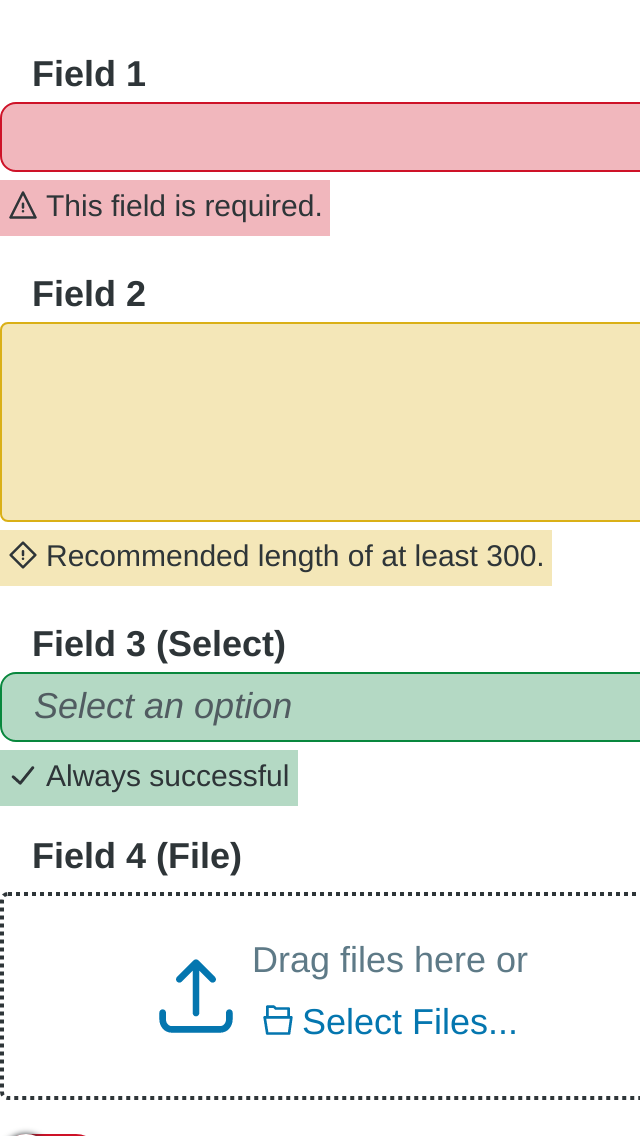 Field 1
This field is required.
Field 2
Recommended length of at least 300.
Field 3 (Select)
Select an option
Always successful
Field 4 (File)
Drag files here or
Select Files...